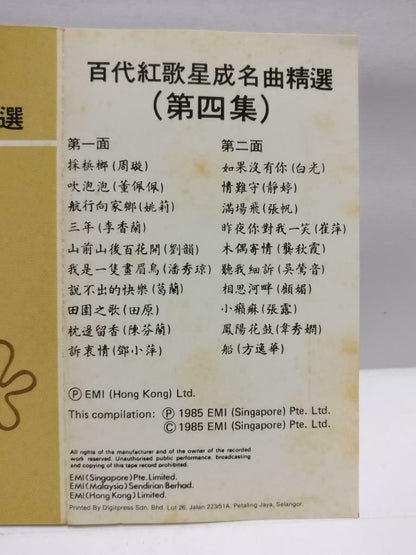 選
百代紅歌星成名曲精選
(第四集)
第一面
採槟榔(周璇)
吹泡泡(董佩佩)
航行向家鄉(姚莉)
三年(李香蘭)
山前山後百花開(劉韻)
我是一隻畫眉鳥(潘秀琼)
說不出的快樂(葛蘭)
田園之歌(田原)
枕邊留香(陳芬蘭)
訴衷情(鄧小萍)
第二面
如果沒有你(白光)
情難守(靜婷)
滿場飛(張帆)
昨夜你對我一笑(崔萍)
木偶寄情(龔秋霞)
聽我細訴(吳鶯音)
相思河畔(顧媚)
小癩痲(張露)
鳳陽花鼓(韋秀嫻)
船(方逸華)
Ⓟ EMI (Hong Kong) Ltd.
This compilation: Ⓟ 1985 EMI (Singapore) Pte. Ltd.
© 1985 EMI (Singapore) Pte. Ltd.
All rights of the manufacturer and of the owner of the recorded
work reserved. Unauthorised public performance, broadcasting
and copying of this tape record prohibited.
EMI (Singapore) Pte. Limited.
EMI (Malaysia) Sendirian Berhad.
EMI (Hong Kong) Limited.
Printed By Digitpress Sdn. Bhd. Lot 26, Jalan 223/51A, Petaling Jaya, Selangor.